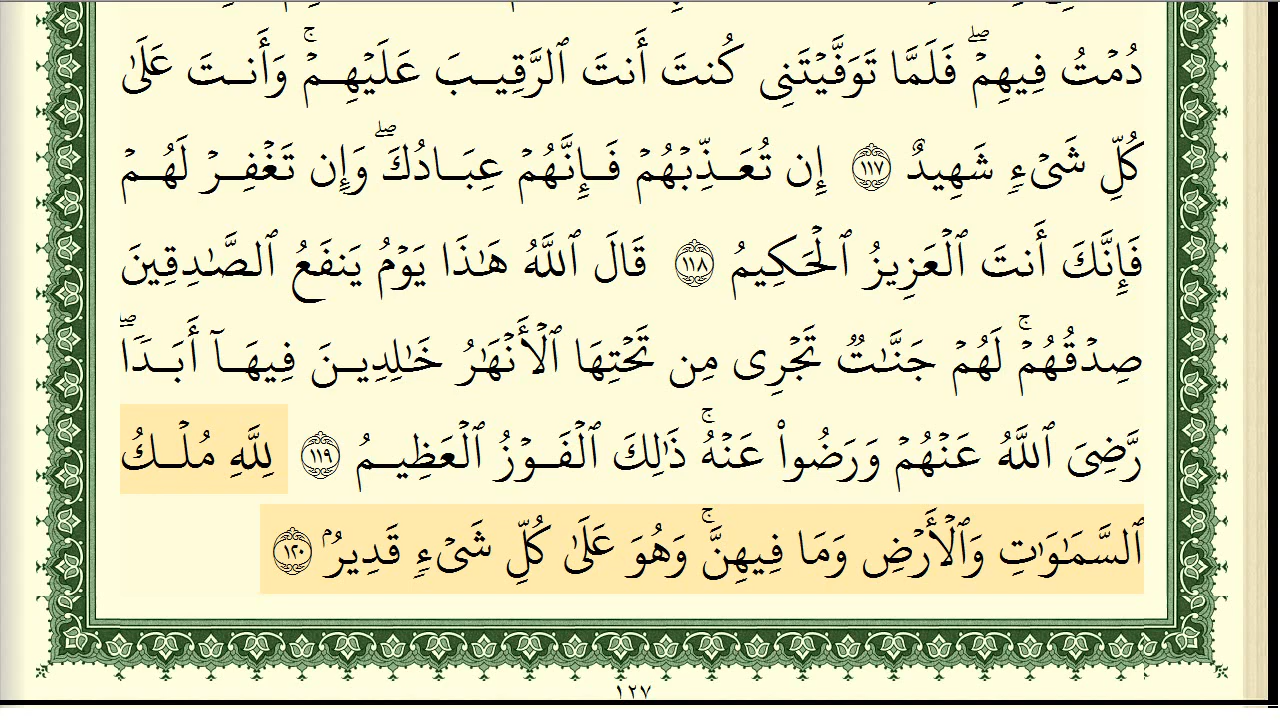 دُمۡتُ فِيهِمۡۖ فَلَمَّا تَوَفَّيۡتَنِى كُنتَ أَنتَ ٱلرَّقِيبَ عَلَيۡهِمۡۚ وَأَنتَ عَلَىٰ
كُلِّ شَىۡءٍ شَهِيدٌ ١١٧ إِن تُعَذِّبۡهُمۡ فَإِنَّهُمۡ عِبَادُكَۖ وَإِن تَغۡفِرۡ لَهُمۡ
فَإِنَّكَ أَنتَ ٱلۡعَزِيزُ ٱلۡحَكِيمُ ١١٨ قَالَ ٱللَّهُ هَـٰذَا يَوۡمُ يَنفَعُ ٱلصَّـٰدِقِينَ
صِدۡقُهُمۡۚ لَهُمۡ جَنَّـٰتٌ تَجۡرِى مِن تَحۡتِهَا ٱلۡأَنۡهَـٰرُ خَـٰلِدِينَ فِيهَآ أَبَدًاۖ
رَّضِىَ ٱللَّهُ عَنۡهُمۡ وَرَضُوا۟ عَنۡهُۚ ذَٰلِكَ ٱلۡفَوۡزُ ٱلۡعَظِيمُ ١١٩ لِلَّهِ مُلۡكُ
ٱلسَّمَـٰوَٰتِ وَٱلۡأَرۡضِ وَمَا فِيهِنَّۚ وَهُوَ عَلَىٰ كُلِّ شَىۡءٍ قَدِيرُۢ ١٢٠
١٢٧